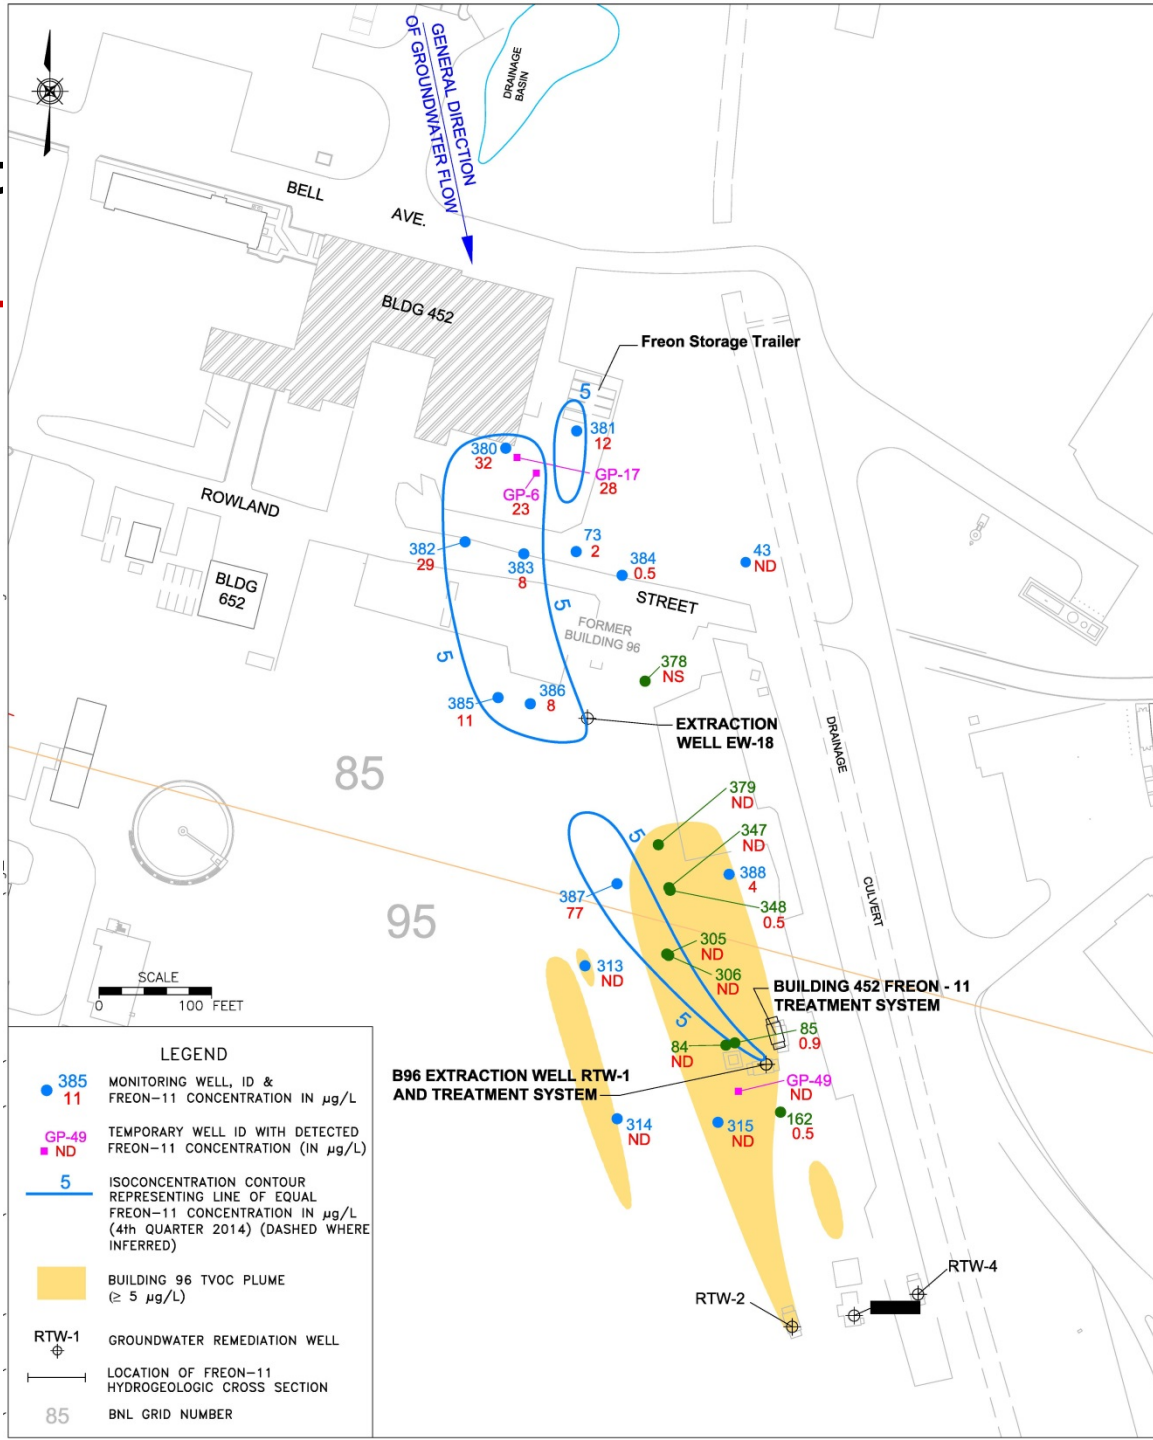 GENERAL DIRECTION
OF GROUNDWATER FLOW
DRAINAGE
BASIN
BELL
AVE.
BLDG 452
Freon Storage Trailer
5
381
12
380
32
GP-17
28
GP-6
23
ROWLAND
382
29
383
8
73
2
384
0.5
43
ND
STREET
BLDG
652
5
FORMER
BUILDING 96
5
378
NS
385
11
386
8
EXTRACTION
WELL EW-18
DRAINAGE
CULVERT
85
95
379
ND
5
347
ND
388
4
387
77
348
0.5
305
ND
306
ND
313
ND
SCALE
0 100 FEET
BUILDING 452 FREON - 11
TREATMENT SYSTEM
5
85
0.9
84
ND
B96 EXTRACTION WELL RTW-1
AND TREATMENT SYSTEM
GP-49
ND
314
ND
315
ND
162
0.5
RTW-4
RTW-2
LEGEND
385
11
MONITORING WELL, ID &
FREON-11 CONCENTRATION IN µg/L
GP-49
ND
TEMPORARY WELL ID WITH DETECTED
FREON-11 CONCENTRATION (IN µg/L)
5
ISOCONCENTRATION CONTOUR
REPRESENTING LINE OF EQUAL
FREON-11 CONCENTRATION IN µg/L
(4th QUARTER 2014) (DASHED WHERE
INFERRED)
BUILDING 96 TVOC PLUME
(≥ 5 µg/L)
RTW-1
GROUNDWATER REMEDIATION WELL
LOCATION OF FREON-11
HYDROGEOLOGIC CROSS SECTION
85
BNL GRID NUMBER